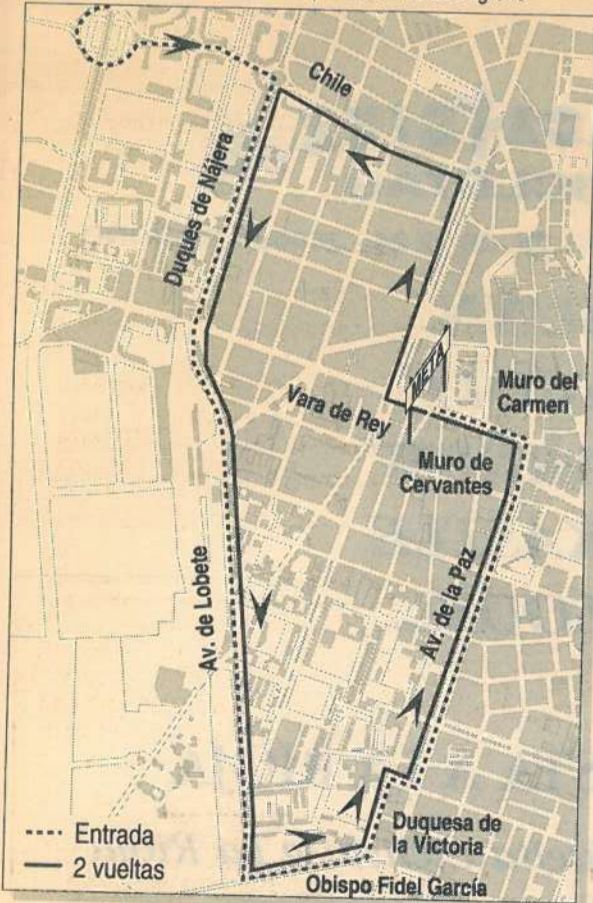 Chile
Duques de Nájera
META
Muro del
Carmen
Vara de Rey
Muro de
Cervantes
Av. de Lobete
Av. de la Paz
Duquesa de
la Victoria
Entrada
2 vueltas
Obispo Fidel García